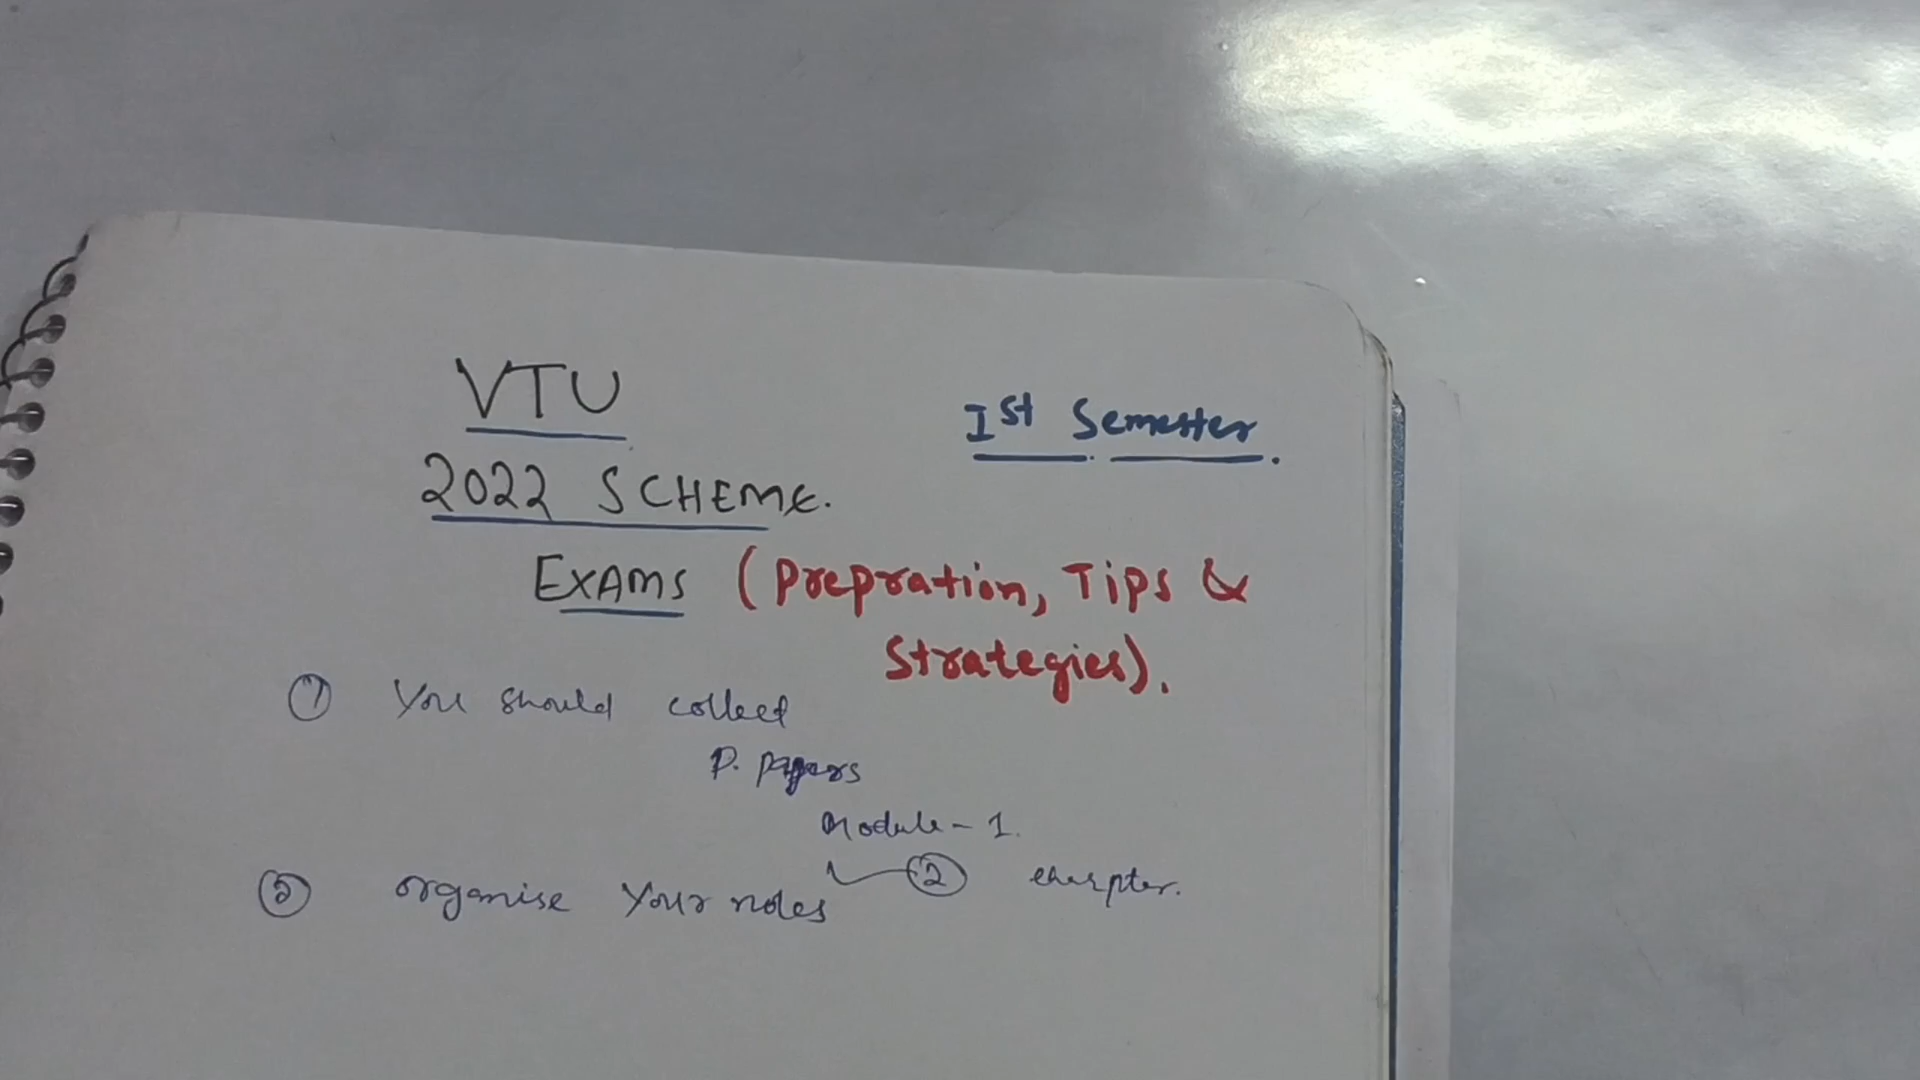 VTU
Ist Semester.
2022 SCHEME.
EXAMS (Prepration, Tips &
Strategies).
① You should collect
P. papers
Module - 1.
② chapter.
② organise your notes